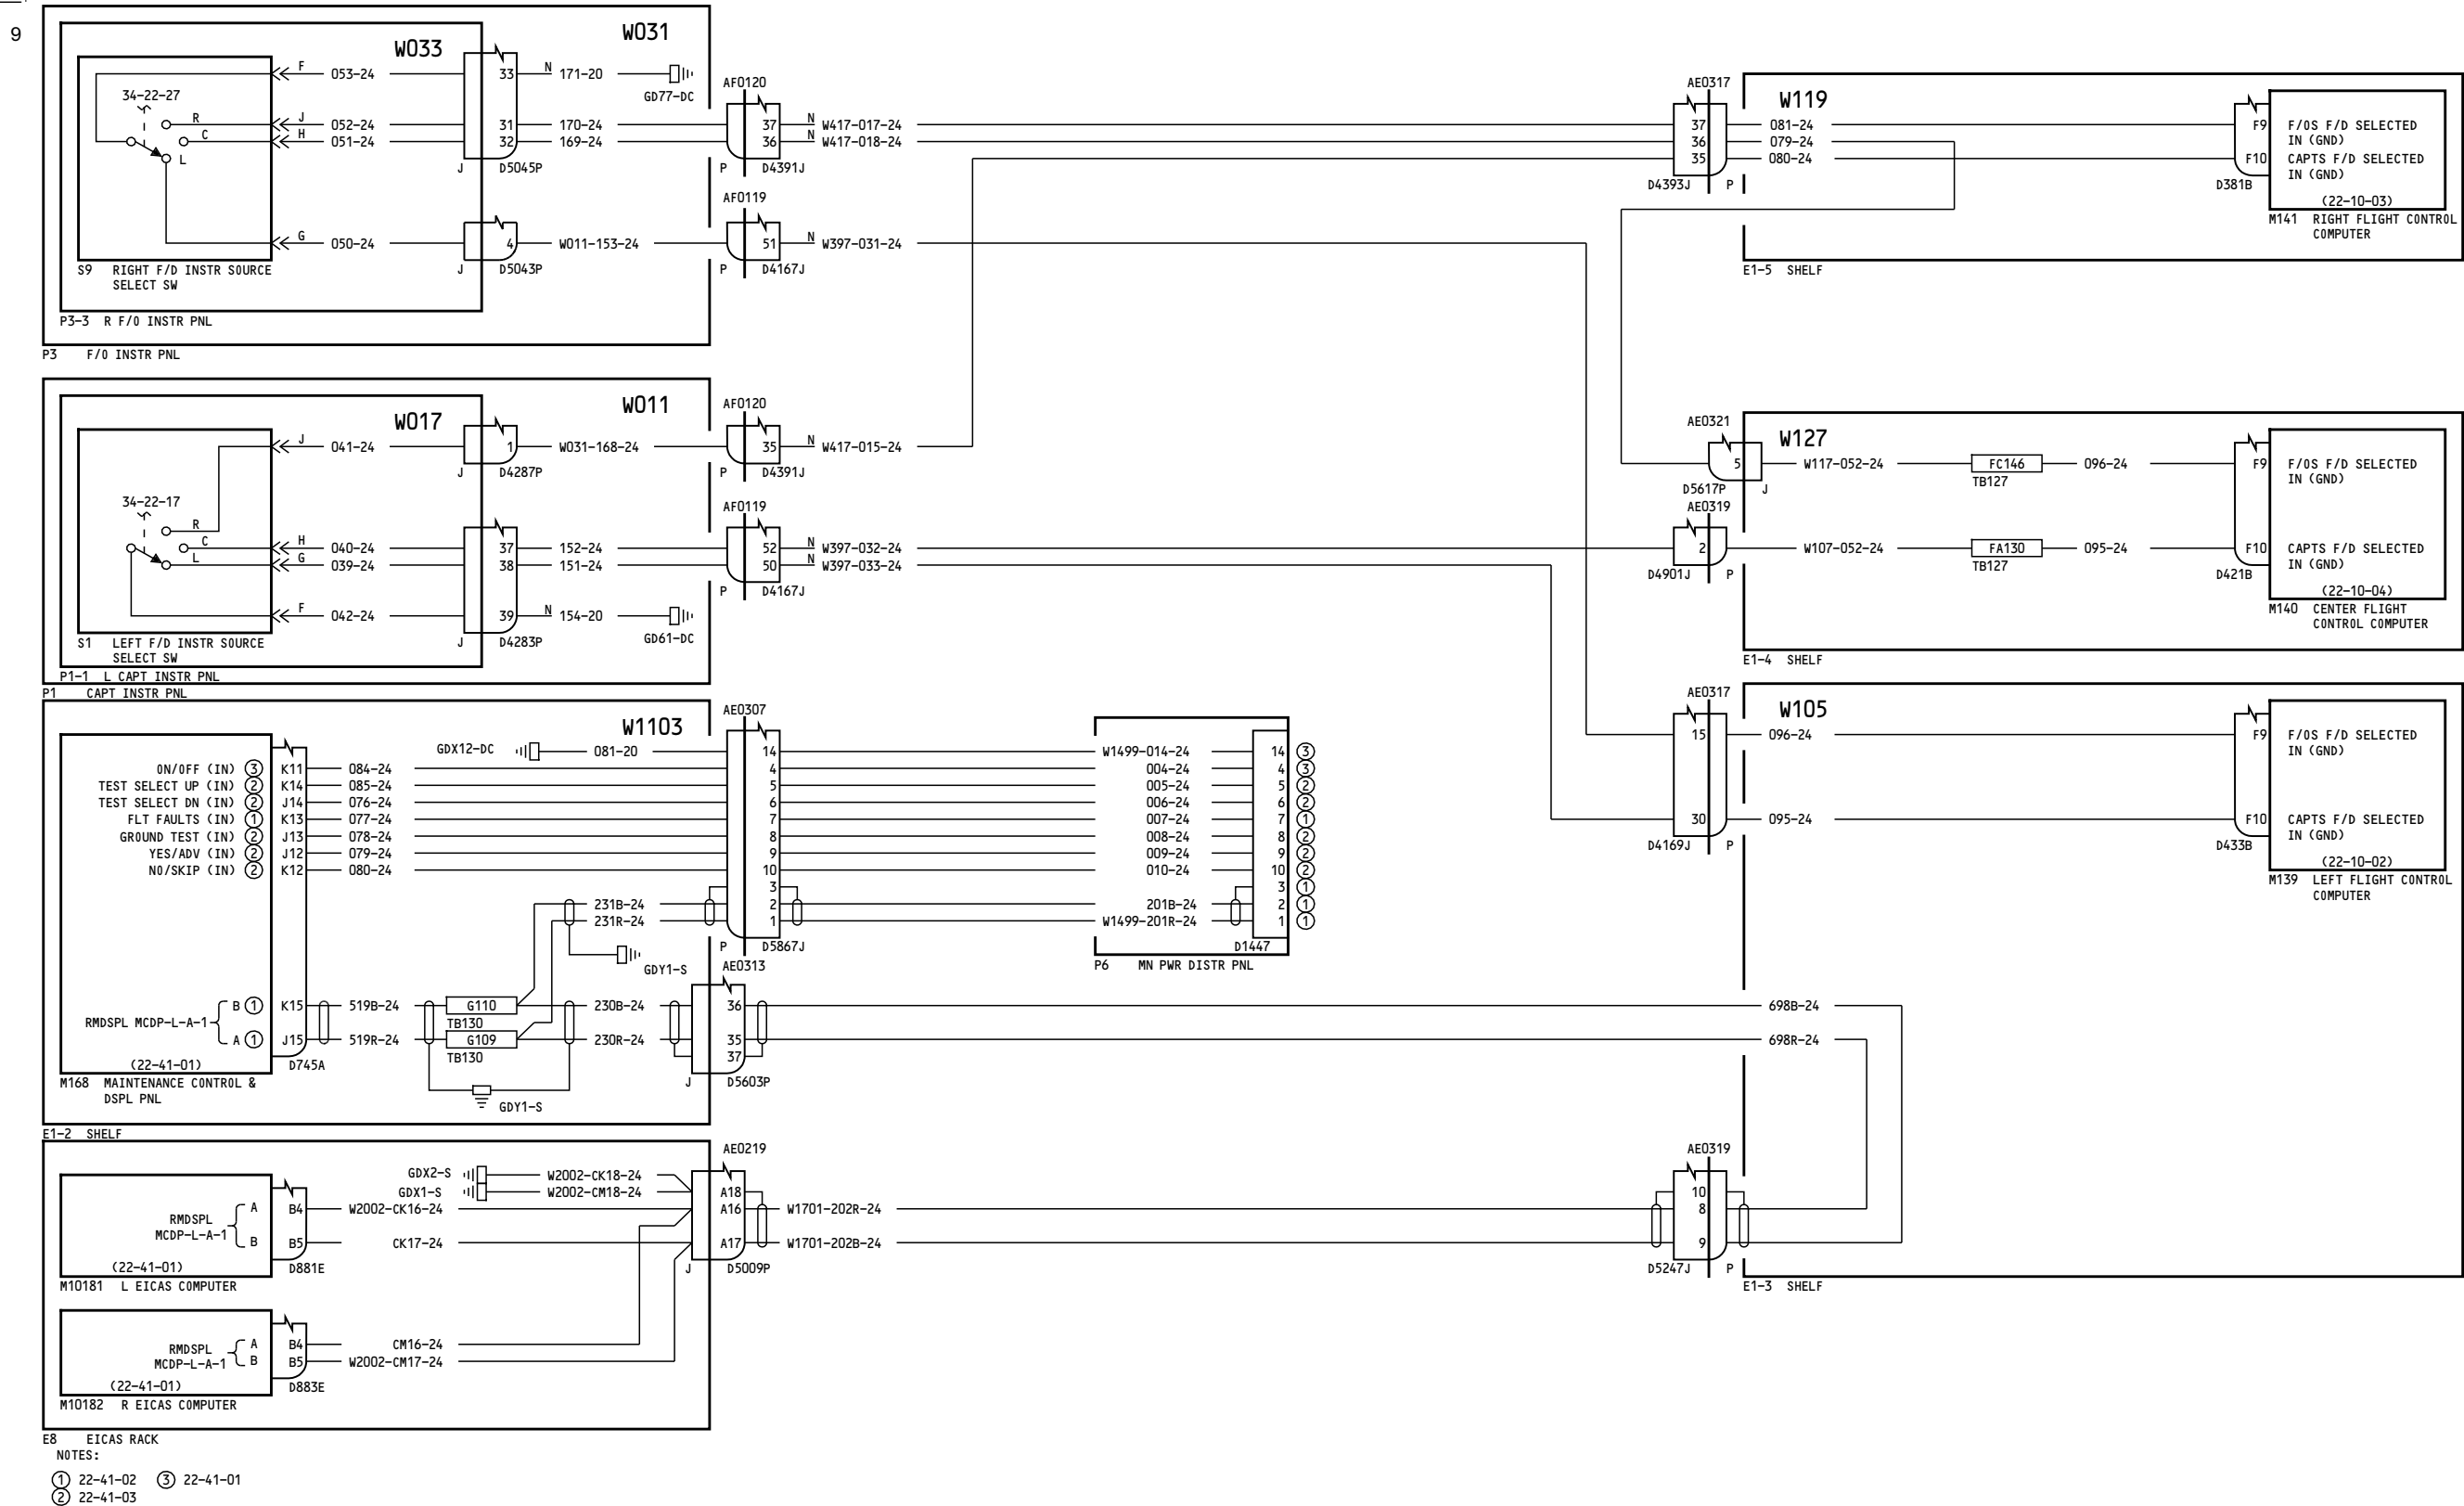 9
W033
W031
F 053-24
33
N 171-20
GD77-DC
34-22-27
R
C
L
J 052-24
H 051-24
31 170-24
32 169-24
J D5045P
G 050-24
4 W011-153-24
J D5043P
S9 RIGHT F/D INSTR SOURCE
SELECT SW
P3-3 R F/O INSTR PNL
P3 F/O INSTR PNL
AF0120
37 N W417-017-24
36 N W417-018-24
P D4391J
AF0119
51 N W397-031-24
P D4167J
AE0317
37 081-24
36 079-24
35 080-24
D4393J P
W119
F9 F/OS F/D SELECTED
IN (GND)
F10 CAPTS F/D SELECTED
IN (GND)
D381B
(22-10-03)
M141 RIGHT FLIGHT CONTROL
COMPUTER
E1-5 SHELF
W017
W011
J 041-24
1 W031-168-24
J D4287P
34-22-17
R
C
L
H 040-24
G 039-24
F 042-24
37 152-24
38 151-24
39 N 154-20
GD61-DC
J D4283P
S1 LEFT F/D INSTR SOURCE
SELECT SW
P1-1 L CAPT INSTR PNL
P1 CAPT INSTR PNL
AF0120
35 N W417-015-24
P D4391J
AF0119
52 N W397-032-24
50 N W397-033-24
P D4167J
AE0321
W127
5 W117-052-24 FC146 096-24
TB127
D5617P J
AE0319
2 W107-052-24 FA130 095-24
TB127
D4901J P
F9 F/OS F/D SELECTED
IN (GND)
F10 CAPTS F/D SELECTED
IN (GND)
D421B
(22-10-04)
M140 CENTER FLIGHT
CONTROL COMPUTER
E1-4 SHELF
W1103
AE0307
GDX12-DC 081-20 14 W1499-014-24 14 3
ON/OFF (IN) 3 K11 084-24 4 004-24 4 3
TEST SELECT UP (IN) 2 K14 085-24 5 005-24 5 2
TEST SELECT DN (IN) 2 J14 076-24 6 006-24 6 2
FLT FAULTS (IN) 1 K13 077-24 7 007-24 7 1
GROUND TEST (IN) 2 J13 078-24 8 008-24 8 2
YES/ADV (IN) 2 J12 079-24 9 009-24 9 2
NO/SKIP (IN) 2 K12 080-24 10 010-24 10 2
3 3 1
231B-24 2 201B-24 2 1
231R-24 1 W1499-201R-24 1 1
P D5867J
D1447
P6 MN PWR DISTR PNL
GDY1-S
AE0313
B 1 K15 519B-24 G110 230B-24 36 698B-24
TB130
RMDSPL MCDP-L-A-1
A 1 J15 519R-24 G109 230R-24 35 698R-24
TB130
37
(22-41-01)
D745A
M168 MAINTENANCE CONTROL &
DSPL PNL
GDY1-S
J D5603P
E1-2 SHELF
AE0317
W105
15 096-24
30 095-24
D4169J P
F9 F/OS F/D SELECTED
IN (GND)
F10 CAPTS F/D SELECTED
IN (GND)
D433B
(22-10-02)
M139 LEFT FLIGHT CONTROL
COMPUTER
AE0219
GDX2-S W2002-CK18-24
GDX1-S W2002-CM18-24 A18
RMDSPL
MCDP-L-A-1
A B4 W2002-CK16-24 A16 W1701-202R-24
B B5 CK17-24 A17 W1701-202B-24
(22-41-01)
D881E
J D5009P
M10181 L EICAS COMPUTER
AE0319
10
8
9
D5247J P
E1-3 SHELF
RMDSPL
MCDP-L-A-1
A B4 CM16-24
B B5 W2002-CM17-24
(22-41-01)
D883E
M10182 R EICAS COMPUTER
E8 EICAS RACK
NOTES:
1 22-41-02 3 22-41-01
2 22-41-03